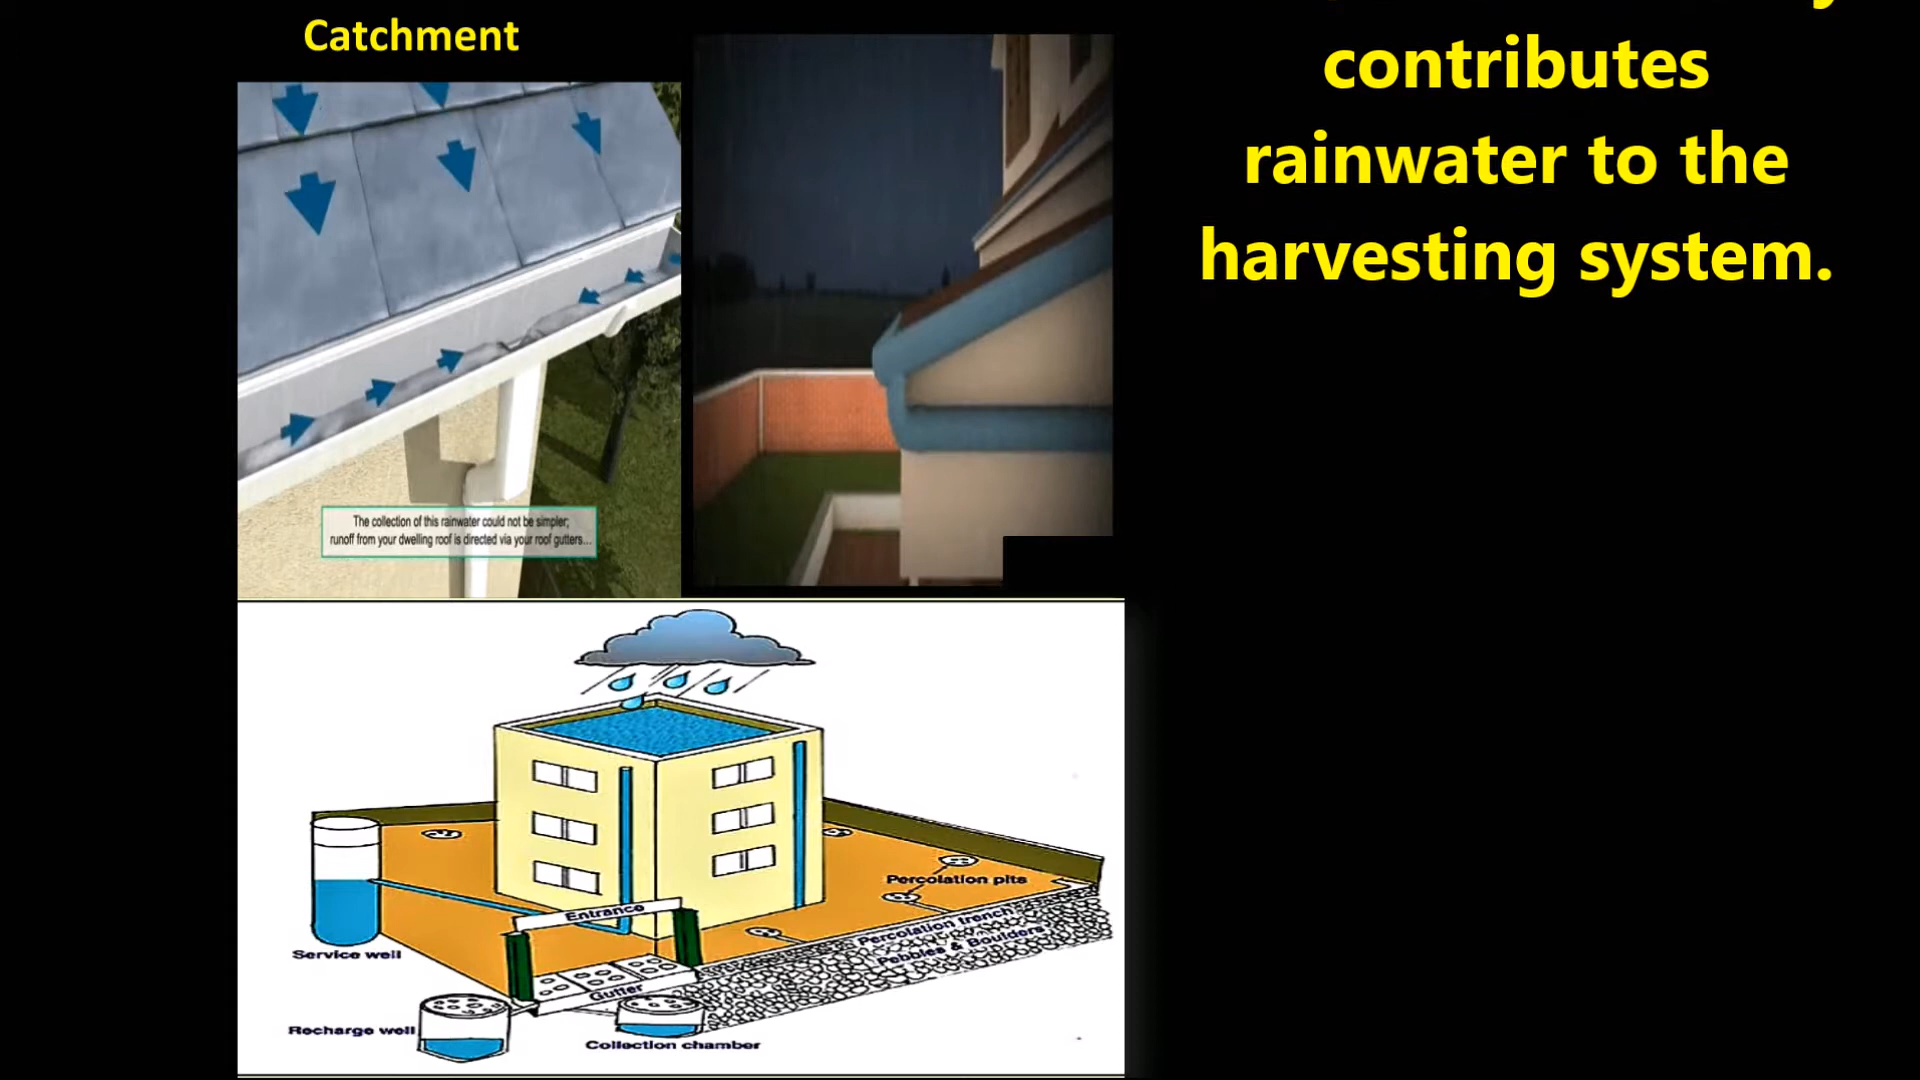 Catchment
contributes
rainwater to the
harvesting system.
The collection of this rainwater could not be simpler;
runoff from your dwelling roof is directed via your roof gutters...
Percolation pits
Entrance
Percolation trench
Pebbles & Boulders
Service well
Gutter
Recharge well
Collection chamber